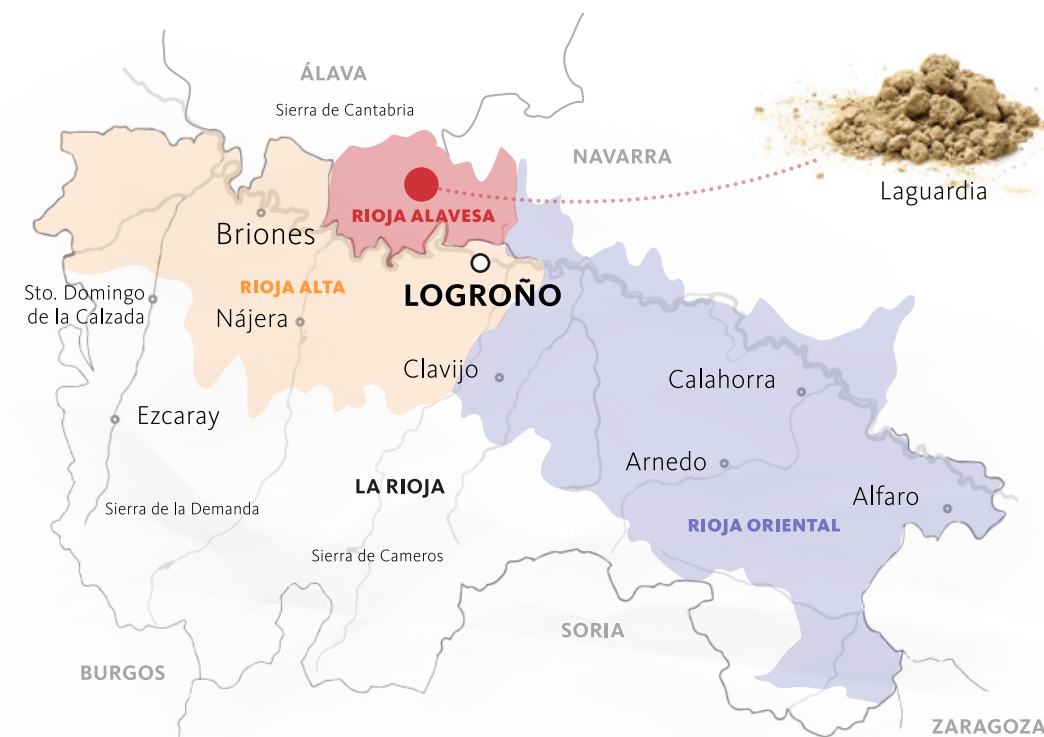 ÁLAVA
Sierra de Cantabria
NAVARRA
Laguardia
RIOJA ALAVESA
Briones
LOGROÑO
RIOJA ALTA
Sto. Domingo
de la Calzada
Nájera
Clavijo
Calahorra
Ezcaray
Arnedo
LA RIOJA
Alfaro
Sierra de la Demanda
RIOJA ORIENTAL
Sierra de Cameros
SORIA
BURGOS
ZARAGOZA